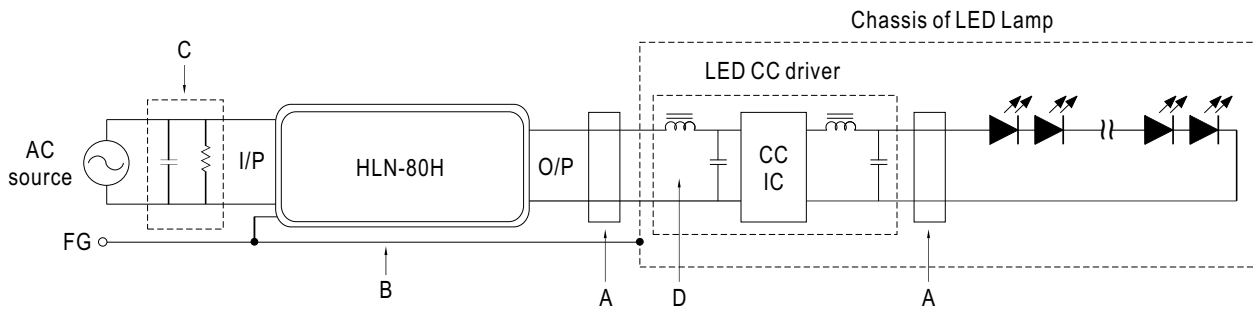 Chassis of LED Lamp
C
LED CC driver
AC
source
I/P
HLN-80H
O/P
CC
IC
FG
B
A
D
A